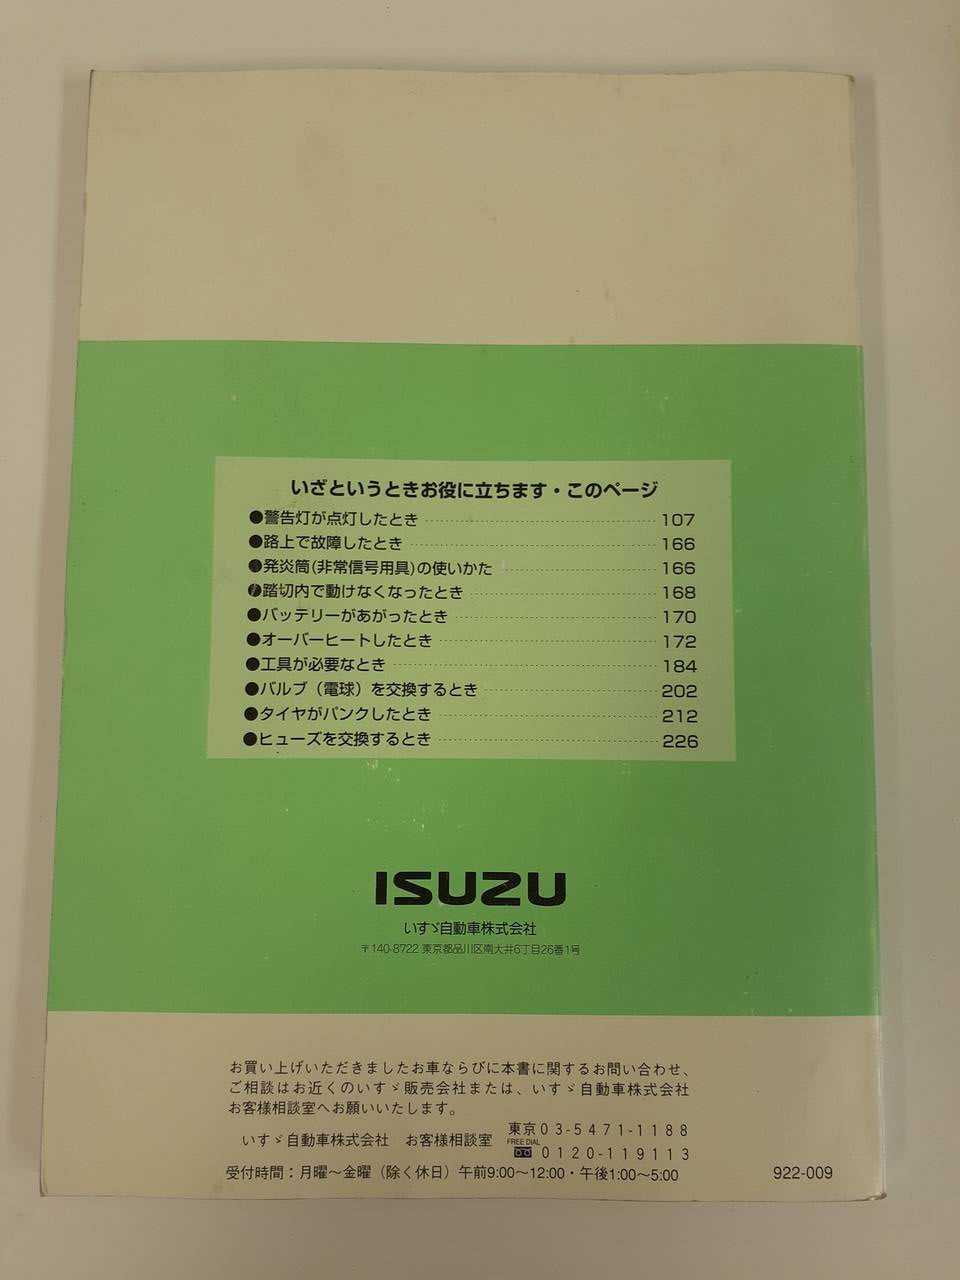 いざというときお役に立ちます・このページ
●警告灯が点灯したとき 107
●路上で故障したとき 166
●発炎筒(非常信号用具)の使いかた 166
●踏切内で動けなくなったとき 168
●バッテリーがあがったとき 170
●オーバーヒートしたとき 172
●工具が必要なとき 184
●バルブ（電球）を交換するとき 202
●タイヤがパンクしたとき 212
●ヒューズを交換するとき 226
ISUZU
いすゞ自動車株式会社
〒140-8722 東京都品川区南大井6丁目26番1号
お買い上げいただきましたお車ならびに本書に関するお問い合わせ、
ご相談はお近くのいすゞ販売会社または、いすゞ自動車株式会社
お客様相談室へお願いいたします。
いすゞ自動車株式会社 お客様相談室 東京03-5471-1188
FREE DIAL
0120-119113
受付時間：月曜～金曜（除く休日）午前9:00～12:00・午後1:00～5:00
922-009